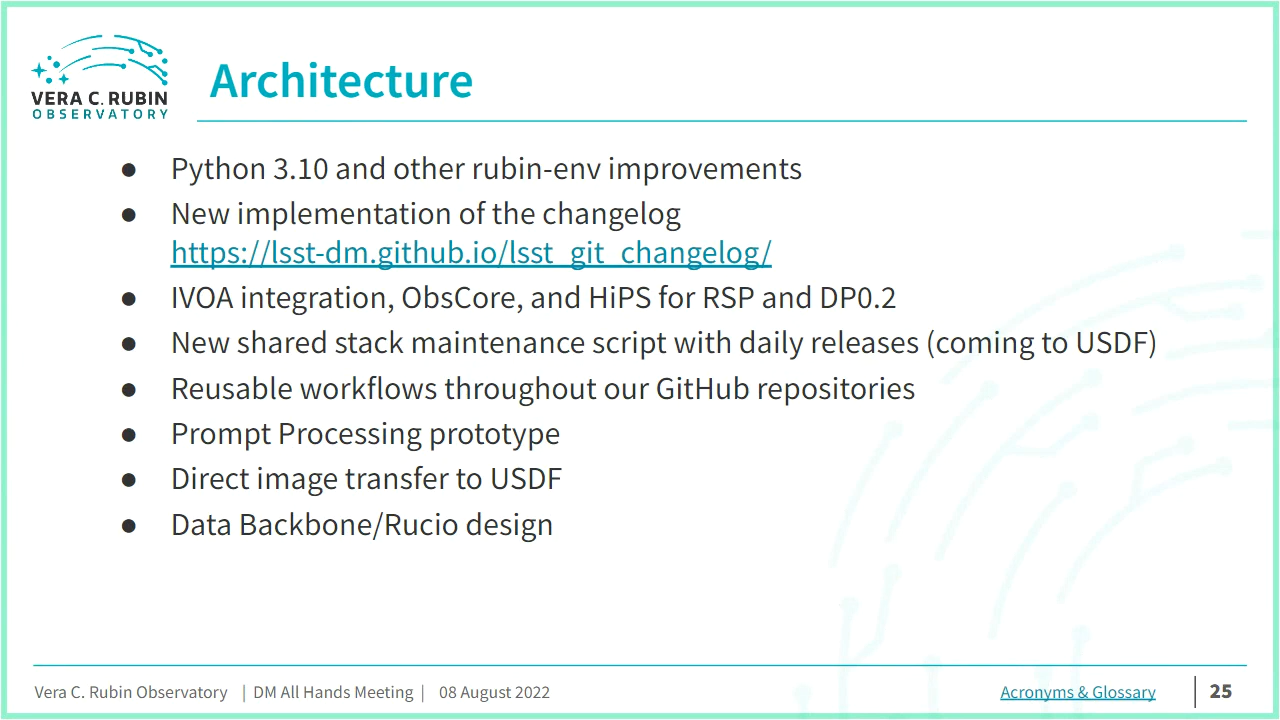 VERA C. RUBIN
OBSERVATORY
Architecture
● Python 3.10 and other rubin-env improvements
● New implementation of the changelog
https://lsst-dm.github.io/lsst_git_changelog/
● IVOA integration, ObsCore, and HiPS for RSP and DP0.2
● New shared stack maintenance script with daily releases (coming to USDF)
● Reusable workflows throughout our GitHub repositories
● Prompt Processing prototype
● Direct image transfer to USDF
● Data Backbone/Rucio design
Vera C. Rubin Observatory | DM All Hands Meeting | 08 August 2022
Acronyms & Glossary | 25